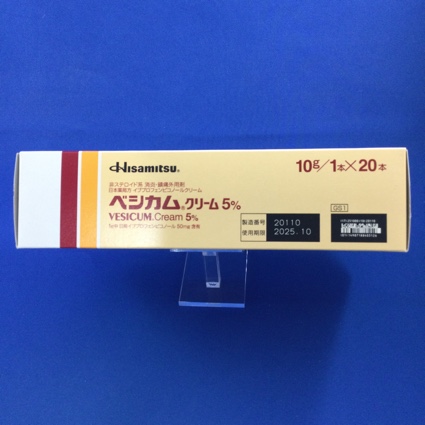 Hisamitsu
10g/1本×20本
非ステロイド系 消炎・鎮痛外用剤
日本薬局方 イブプロフェンピコノールクリーム
ベシカム クリーム 5%
VESICUM Cream 5%
1g中 日局 イブプロフェンピコノール 50mg 含有
製造番号 20110
使用期限 2025.10
GS1